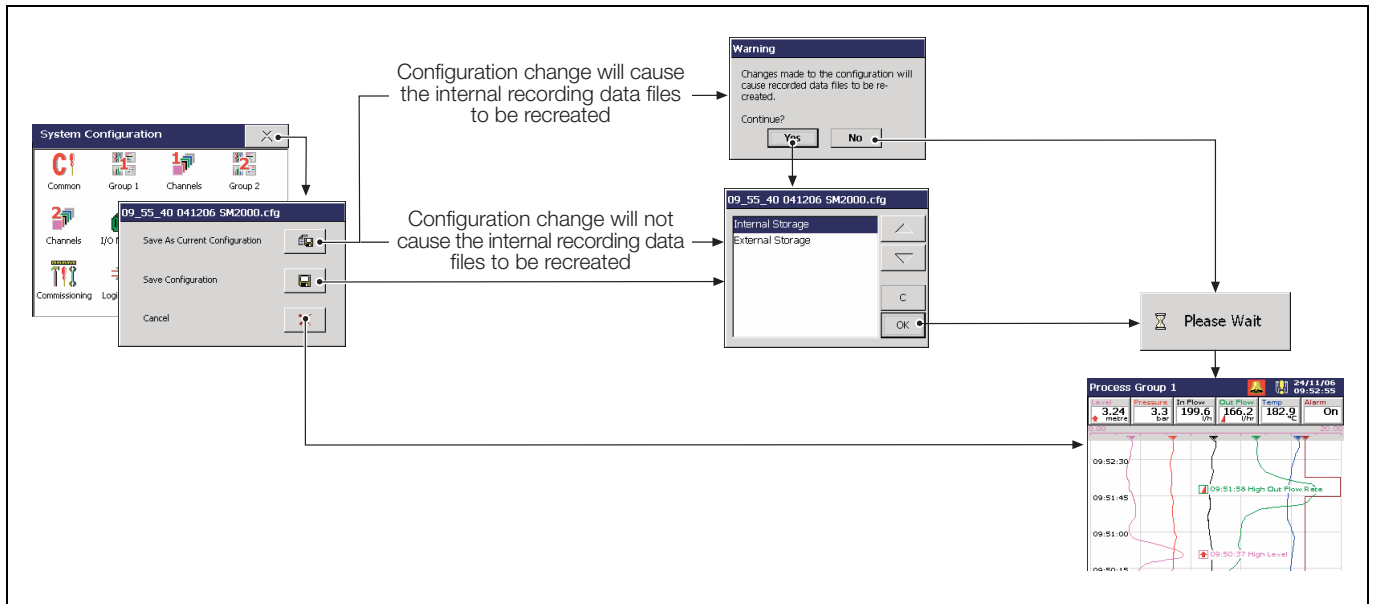 Warning
Changes made to the configuration will
cause recorded data files to be re-
created.
Continue?
Yes
No
Configuration change will cause
the internal recording data files
to be recreated
System Configuration
Common
Group 1
Channels
Group 2
Channels
I/O
Commissioning
Logi
09_55_40 041206 SM2000.cfg
Save As Current Configuration
Save Configuration
Cancel
Configuration change will not
cause the internal recording data
files to be recreated
09_55_40 041206 SM2000.cfg
Internal Storage
External Storage
C
OK
Please Wait
Process Group 1
24/11/06
09:52:55
Level
3.24
metre
Pressure
3.3
bar
In Flow
199.6
l/h
Out Flow
166.2
l/hr
Temp
182.9
°C
Alarm
On
0.00
20.00
09:52:30
09:51:58 High Out Flow Rate
09:51:45
09:51:00
09:50:37 High Level
09:50:15